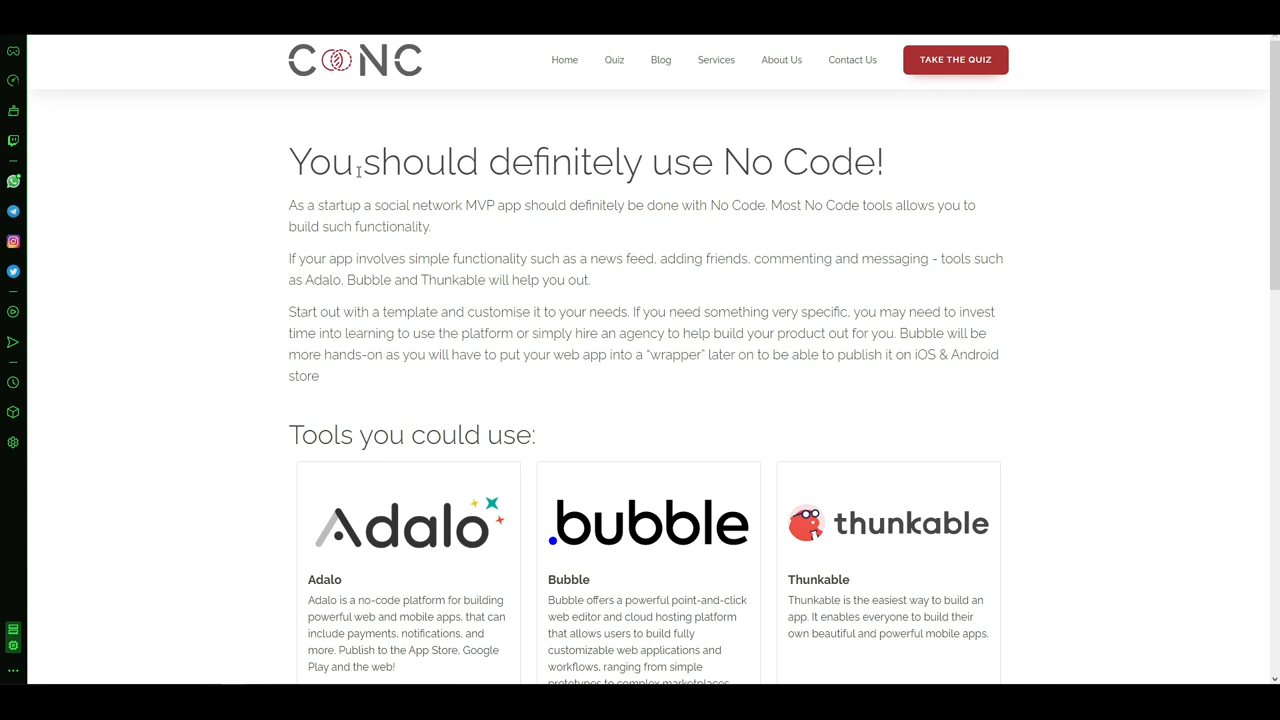 CONC
Home Quiz Blog Services About Us Contact Us TAKE THE QUIZ
You should definitely use No Code!
As a startup a social network MVP app should definitely be done with No Code. Most No Code tools allows you to
build such functionality.
If your app involves simple functionality such as a news feed, adding friends, commenting and messaging - tools such
as Adalo, Bubble and Thunkable will help you out.
Start out with a template and customise it to your needs. If you need something very specific, you may need to invest
time into learning to use the platform or simply hire an agency to help build your product out for you. Bubble will be
more hands-on as you will have to put your web app into a “wrapper” later on to be able to publish it on iOS & Android
store
Tools you could use:
Adalo
Adalo
Adalo is a no-code platform for building
powerful web and mobile apps, that can
include payments, notifications, and
more. Publish to the App Store, Google
Play and the web!
.bubble
Bubble
Bubble offers a powerful point-and-click
web editor and cloud hosting platform
that allows users to build fully
customizable web applications and
workflows, ranging from simple
prototypes to complex marketplaces,
thunkable
Thunkable
Thunkable is the easiest way to build an
app. It enables everyone to build their
own beautiful and powerful mobile apps.